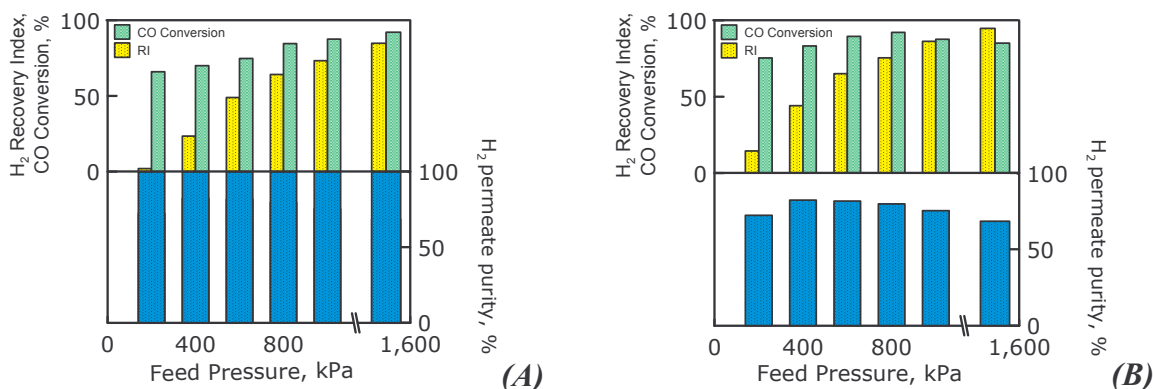 H₂ Recovery Index,
CO Conversion, %
100
50
0
CO Conversion
RI
100
50
0
H₂ permeate purity, %
0
400
800
1,600
Feed Pressure, kPa
(A)
H₂ Recovery Index,
CO Conversion, %
100
50
0
CO Conversion
RI
100
50
0
H₂ permeate purity, %
0
400
800
1,600
Feed Pressure, kPa
(B)